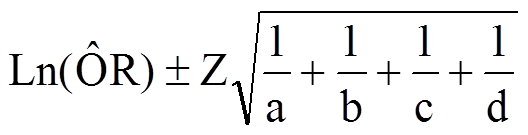 Ln(ÔR) ± Z√(1/a + 1/b + 1/c + 1/d)